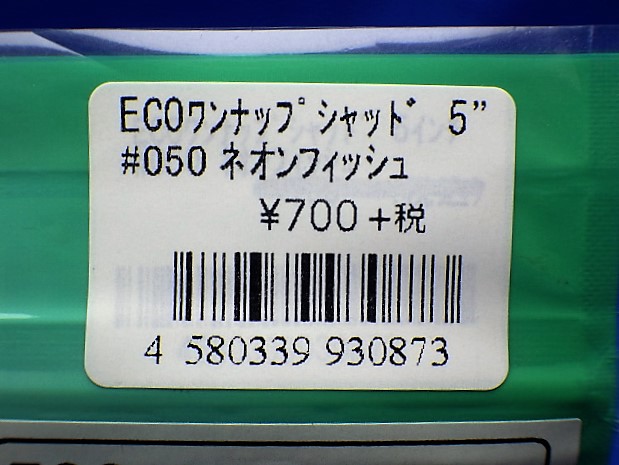 ECOﾜﾝﾅｯﾌﾟｼｬｯﾄﾞ 5”
#050 ネオンフィッシュ
¥700+税
4 580339 930873